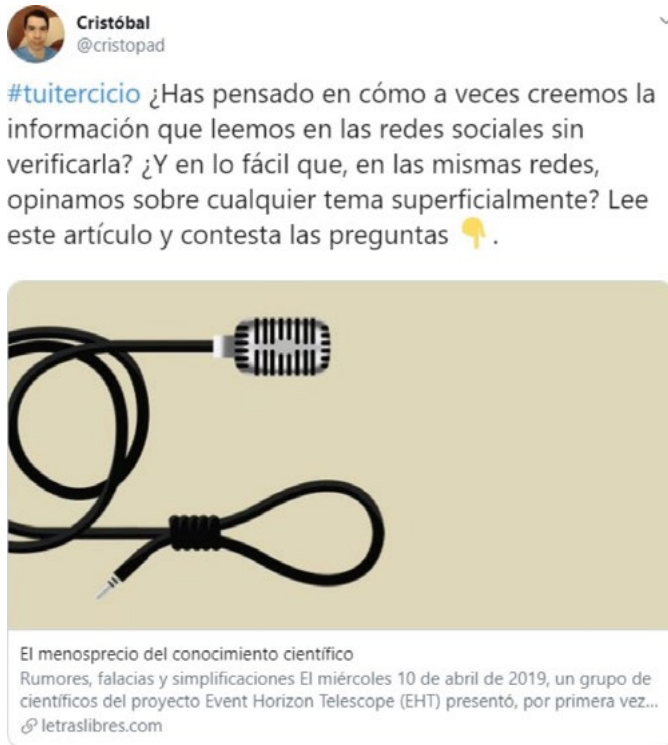 Cristóbal
@cristopad
#tuitercicio ¿Has pensado en cómo a veces creemos la
información que leemos en las redes sociales sin
verificarla? ¿Y en lo fácil que, en las mismas redes,
opinamos sobre cualquier tema superficialmente? Lee
este artículo y contesta las preguntas 👇.
El menosprecio del conocimiento científico
Rumores, falacias y simplificaciones El miércoles 10 de abril de 2019, un grupo de
científicos del proyecto Event Horizon Telescope (EHT) presentó, por primera vez...
letraslibres.com